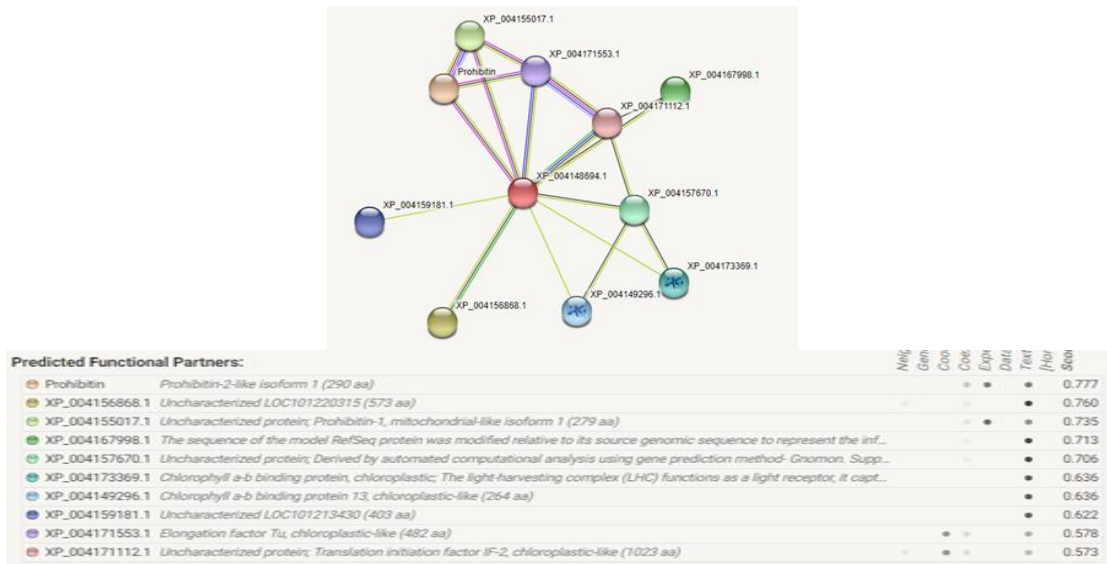 XP_004155017.1
XP_004171553.1
Prohibitin
XP_004167998.1
XP_004171112.1
XP_004148694.1
XP_004157670.1
XP_004159181.1
XP_004173369.1
XP_004149296.1
XP_004156868.1
Predicted Functional Partners:
Prohibitin Prohibitin-2-like isoform 1 (290 aa) 0.777
XP_004156868.1 Uncharacterized LOC101220315 (573 aa) 0.760
XP_004155017.1 Uncharacterized protein; Prohibitin-1, mitochondrial-like isoform 1 (279 aa) 0.735
XP_004167998.1 The sequence of the model RefSeq protein was modified relative to its source genomic sequence to represent the inf... 0.713
XP_004157670.1 Uncharacterized protein; Derived by automated computational analysis using gene prediction method- Gnomon. Supp... 0.706
XP_004173369.1 Chlorophyll a-b binding protein, chloroplastic; The light-harvesting complex (LHC) functions as a light receptor, it capt... 0.636
XP_004149296.1 Chlorophyll a-b binding protein 13, chloroplastic-like (264 aa) 0.636
XP_004159181.1 Uncharacterized LOC101213430 (403 aa) 0.622
XP_004171553.1 Elongation factor Tu, chloroplastic-like (482 aa) 0.578
XP_004171112.1 Uncharacterized protein; Translation initiation factor IF-2, chloroplastic-like (1023 aa) 0.573